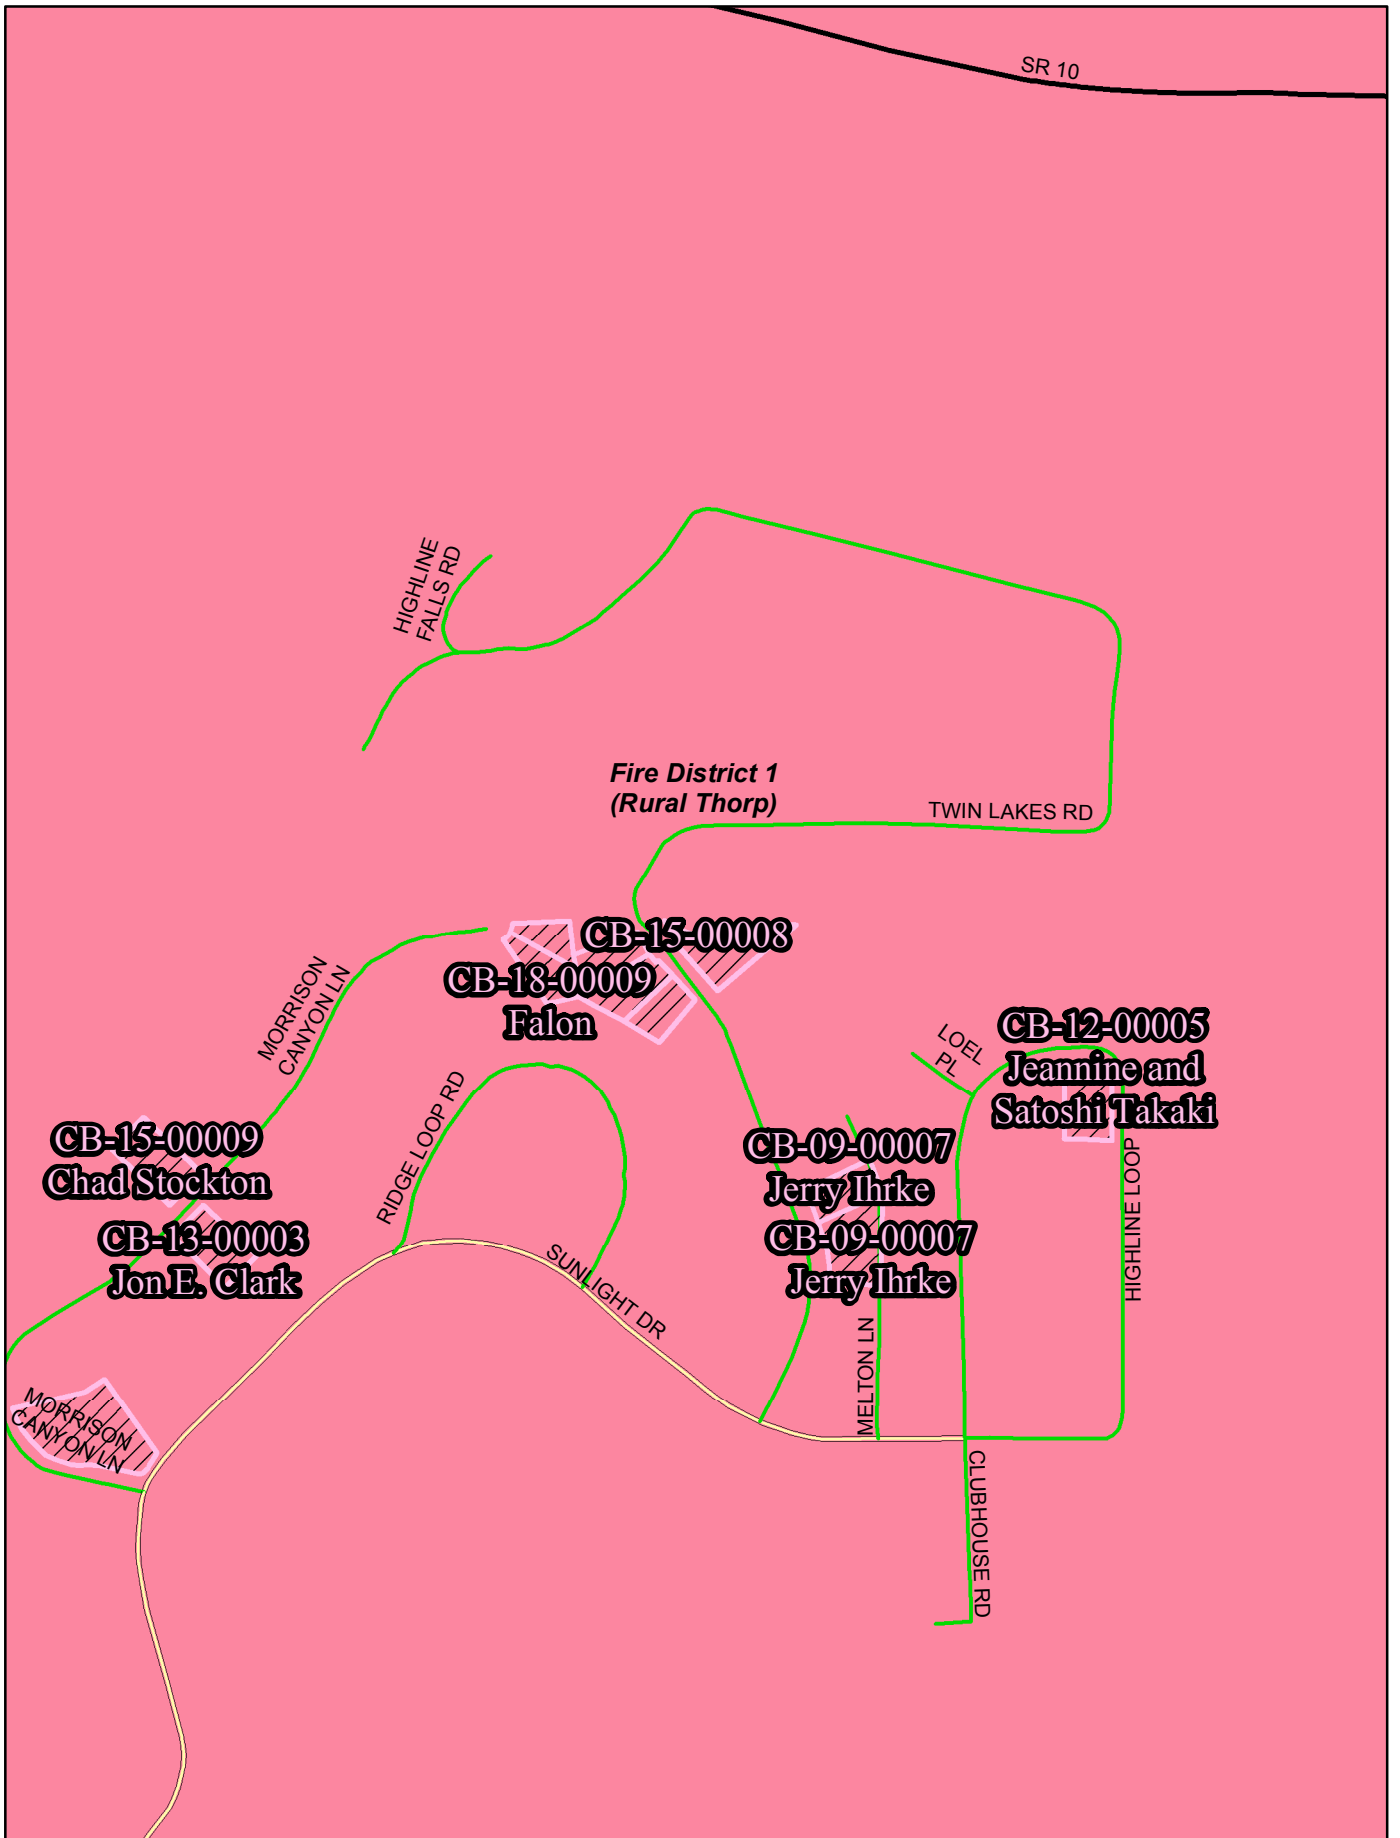 SR 10
HIGHLINE
FALLS RD
Fire District 1
(Rural Thorp)
TWIN LAKES RD
CB-15-00008
MORRISON
CANYON LN
CB-18-00009
Falon
LOEL
PL
CB-12-00005
Jeannine and
Satoshi Takaki
RIDGE LOOP RD
CB-15-00009
Chad Stockton
CB-09-00007
Jerry Ihrke
HIGHLINE LOOP
CB-13-00003
Jon E. Clark
SUNLIGHT DR
CB-09-00007
Jerry Ihrke
MELTON LN
MORRISON
CANYON LN
CLUBHOUSE RD